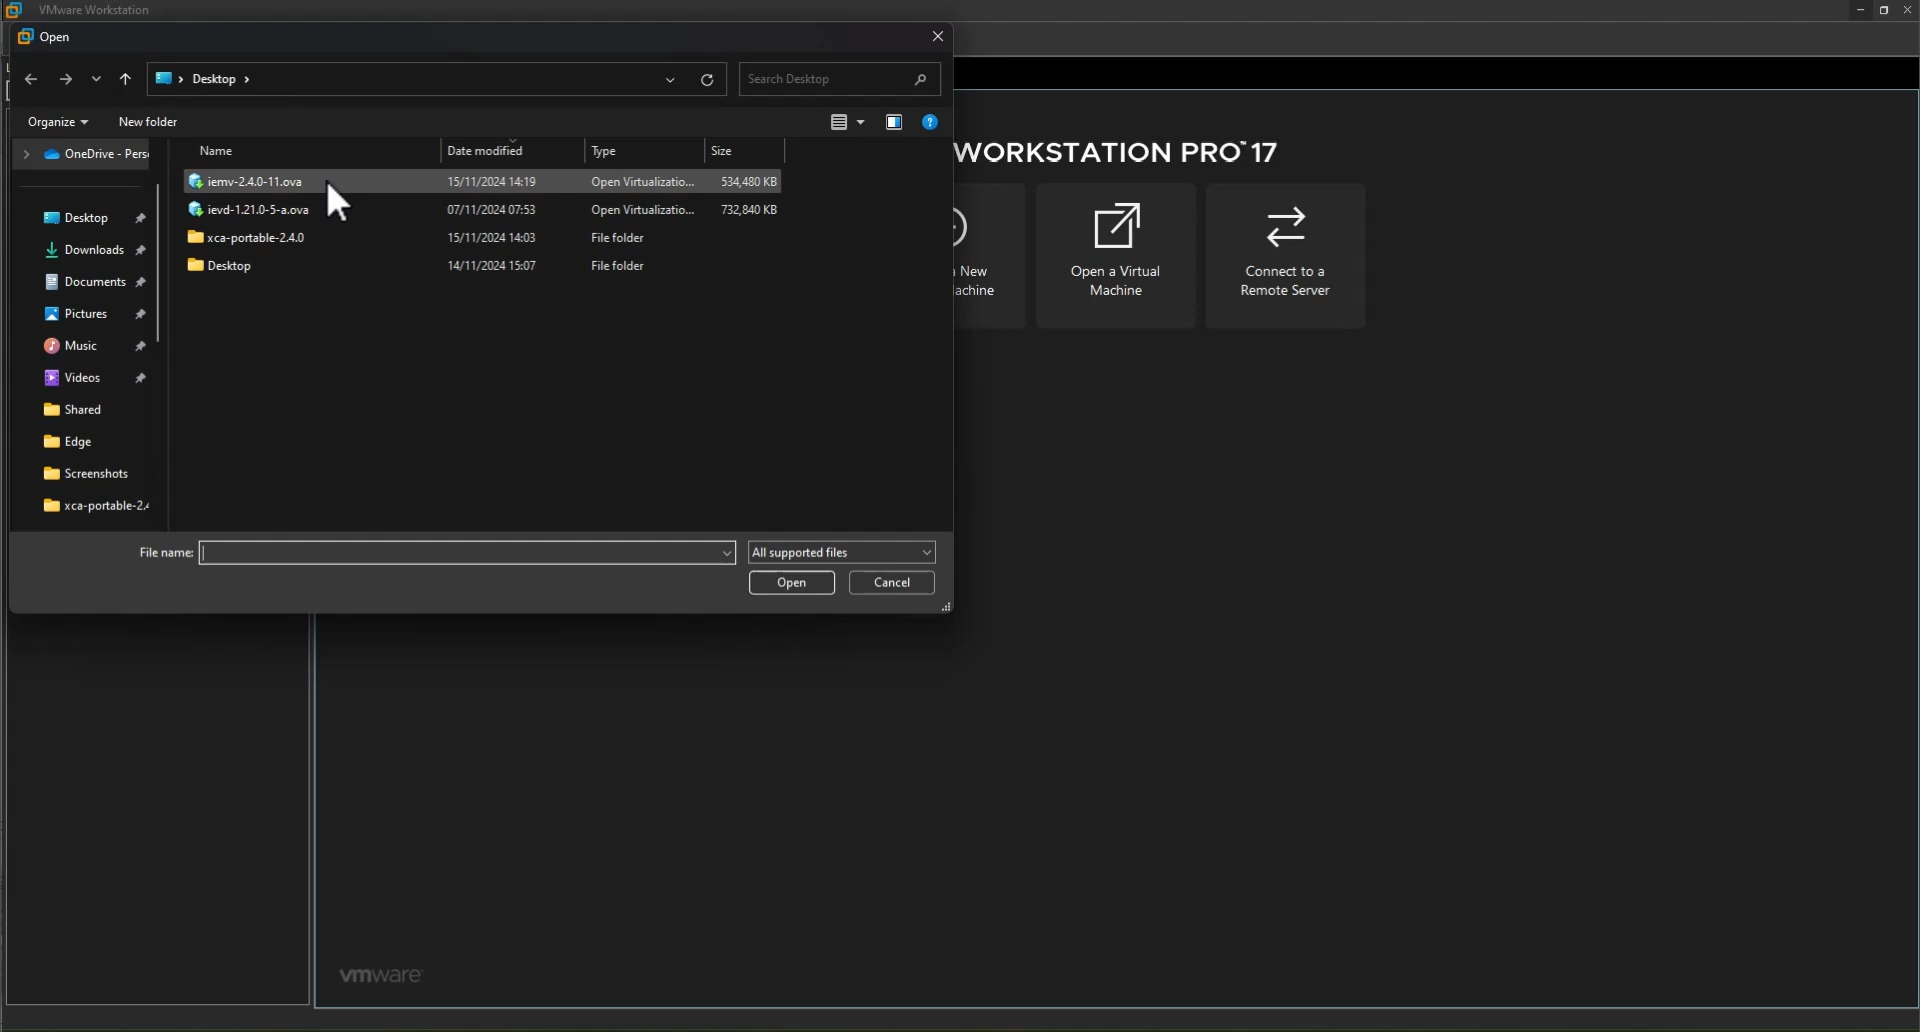 VMware Workstation
Open
Desktop
Search Desktop
Organize
New folder
OneDrive - Pers
Desktop
Downloads
Documents
Pictures
Music
Videos
Shared
Edge
Screenshots
xca-portable-2.4
Name Date modified Type Size
iemv-2.4.0-11.ova 15/11/2024 14:19 Open Virtualizatio... 534,480 KB
ievd-1.21.0-5-a.ova 07/11/2024 07:53 Open Virtualizatio... 732,840 KB
xca-portable-2.4.0 15/11/2024 14:03 File folder
Desktop 14/11/2024 15:07 File folder
File name:
All supported files
Open
Cancel
WORKSTATION PRO™ 17
New
achine
Open a Virtual
Machine
Connect to a
Remote Server
vmware